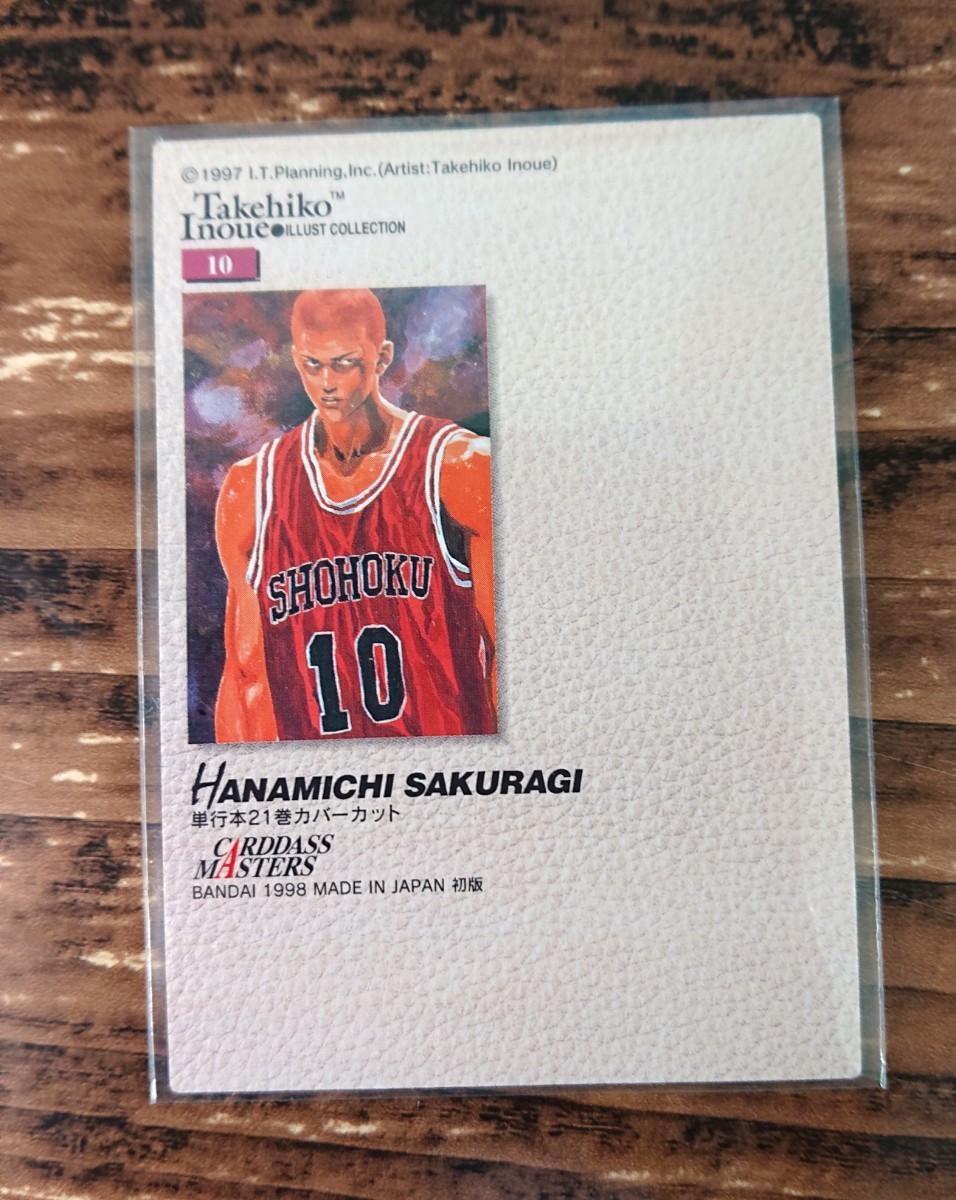 ©1997 I.T.Planning,Inc.(Artist:Takehiko Inoue)
Takehiko™
Inoue●ILLUST COLLECTION
10
SHOHOKU
10
HANAMICHI SAKURAGI
単行本21巻カバーカット
CARDDASS
MASTERS
BANDAI 1998 MADE IN JAPAN 初版